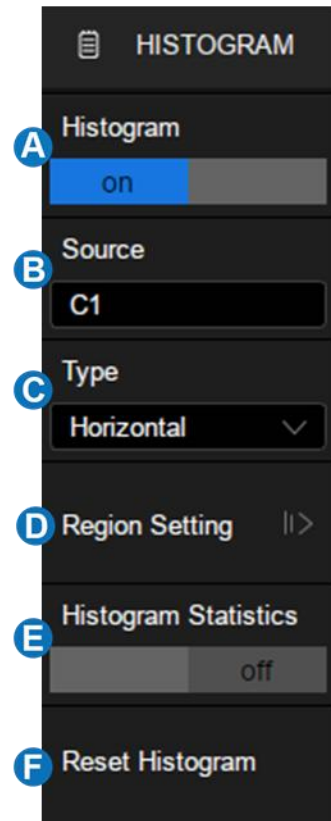 HISTOGRAM
A
Histogram
on
B
Source
C1
C
Type
Horizontal
D
Region Setting
E
Histogram Statistics
off
F
Reset Histogram